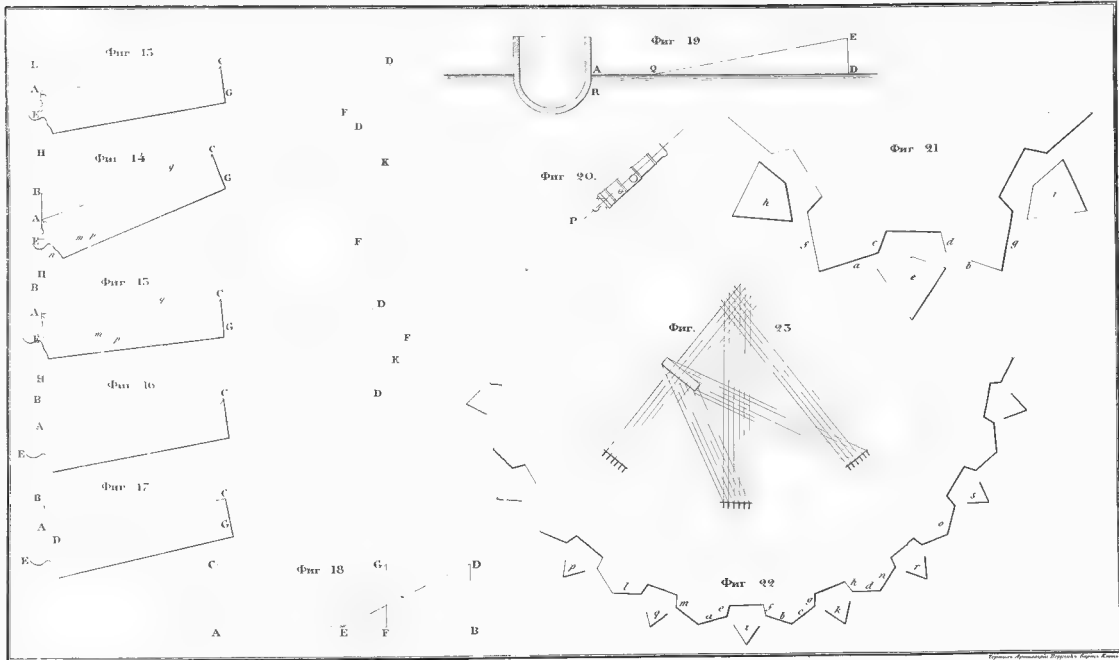 Фиг 13
L
A
E
C
G
D
F
D
Фиг 14
H
B
A
E
n
m p
q
C
G
K
F
Фиг 15
П
B
A
E
m p
q
C
G
D
F
K
Фиг 16
H
B
A
E
C
D
Фиг 17
B
A
D
E
C
G
Фиг 18
C
G
D
A
E
F
B
Фиг 19
A
R
Q
E
D
Фиг 20.
P
Фиг 21
h
i
f
c
d
g
a
e
b
Фиг. 23
Фиг 22
s
o
p
l
q
m
a
e
i
f
b
c
g
h
d
n
k
r